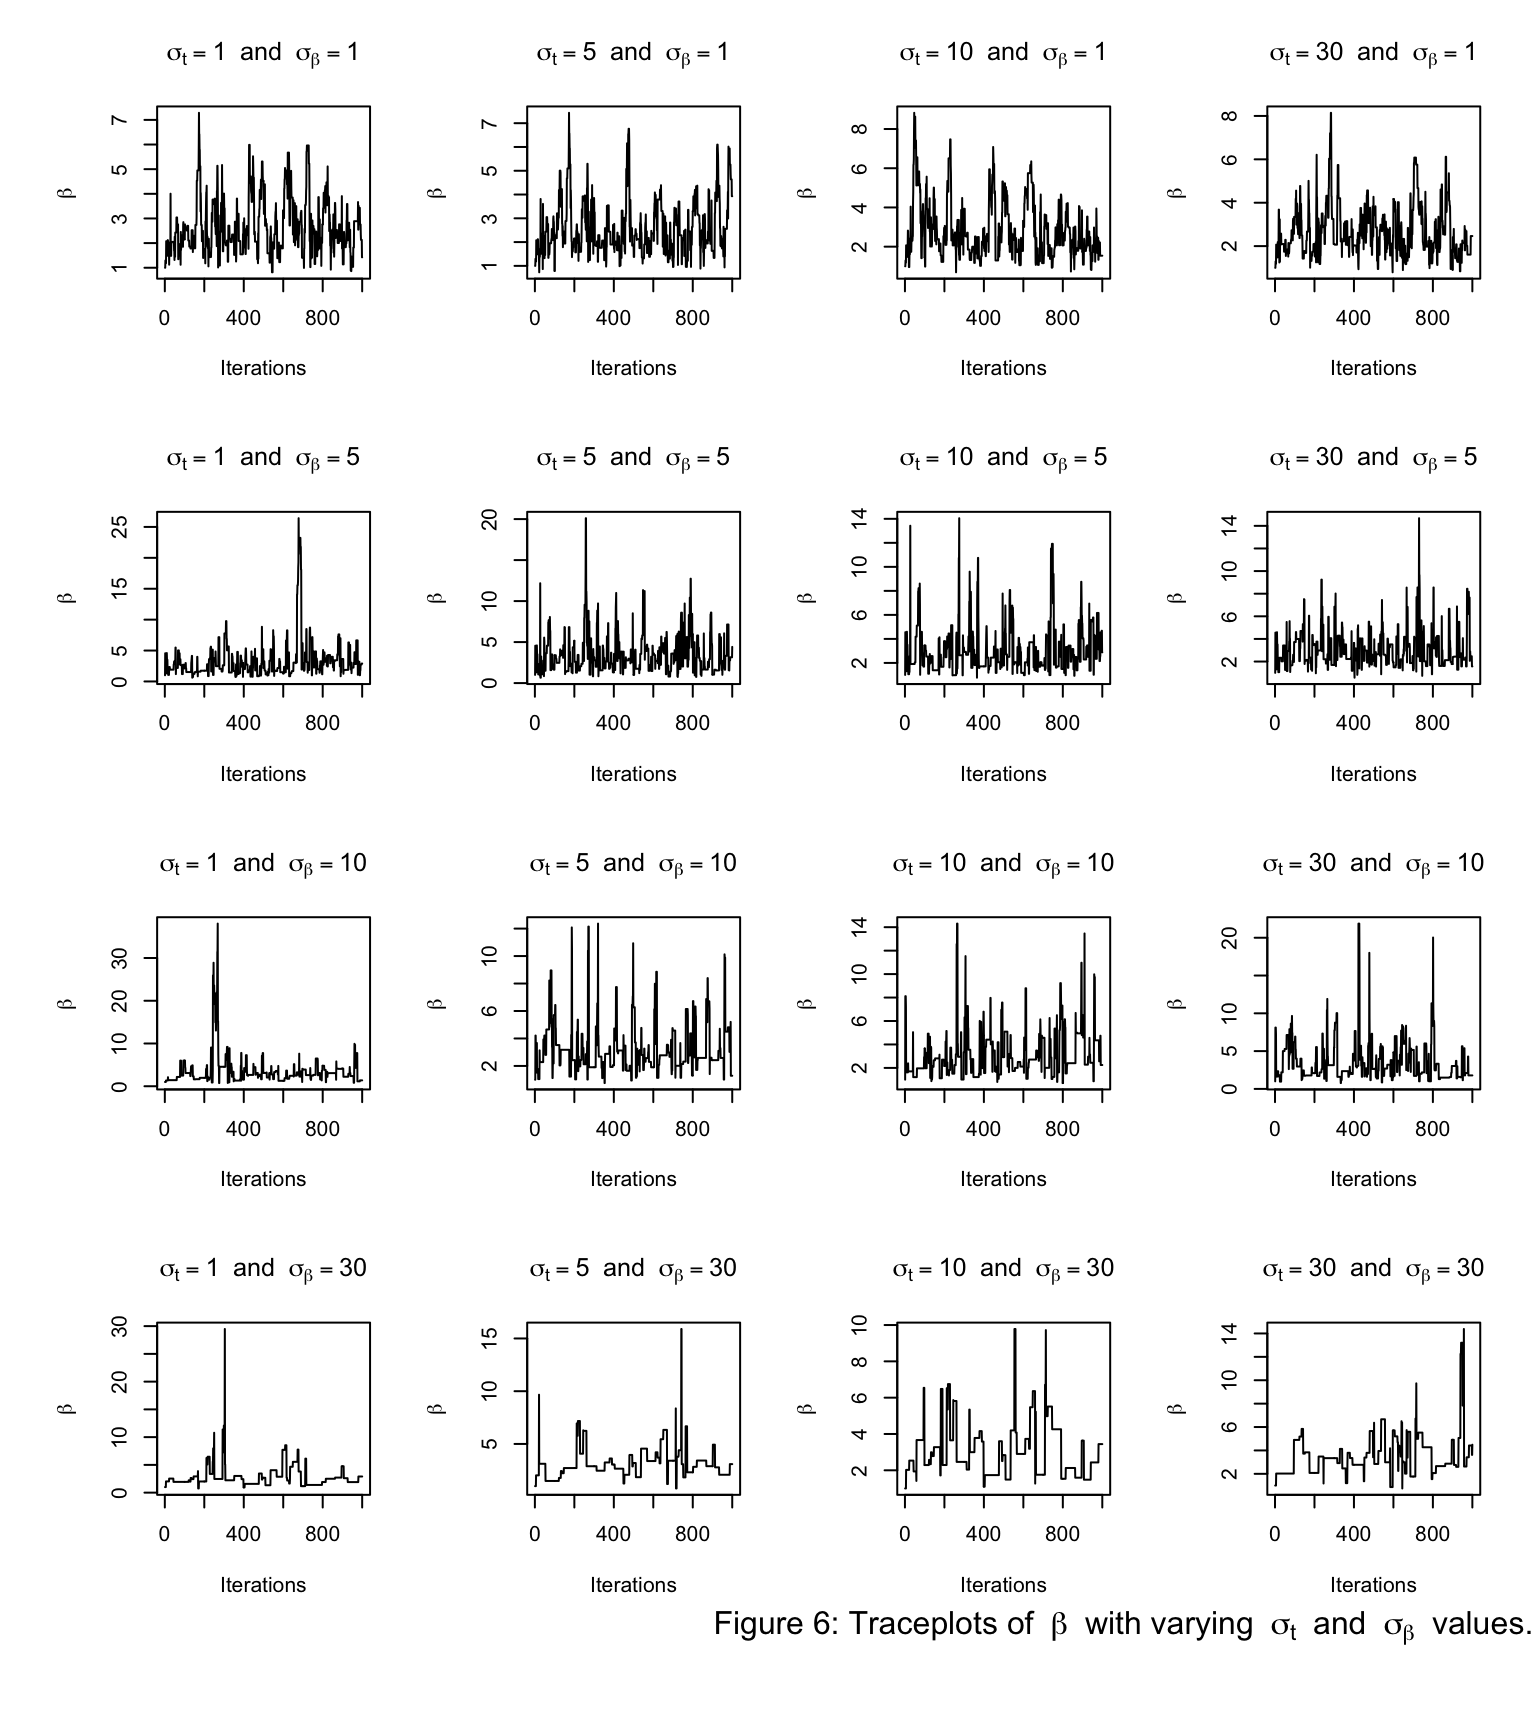 σt = 1 and σβ = 1 σt = 5 and σβ = 1 σt = 10 and σβ = 1 σt = 30 and σβ = 1
β 1 3 5 7 β 1 3 5 7 β 2 4 6 8 β 2 4 6 8
0 400 800 0 400 800 0 400 800 0 400 800
Iterations Iterations Iterations Iterations
σt = 1 and σβ = 5 σt = 5 and σβ = 5 σt = 10 and σβ = 5 σt = 30 and σβ = 5
β 0 5 15 25 β 0 5 10 20 β 2 6 10 14 β 2 6 10 14
0 400 800 0 400 800 0 400 800 0 400 800
Iterations Iterations Iterations Iterations
σt = 1 and σβ = 10 σt = 5 and σβ = 10 σt = 10 and σβ = 10 σt = 30 and σβ = 10
β 0 10 20 30 β 2 6 10 β 2 6 10 14 β 0 5 10 20
0 400 800 0 400 800 0 400 800 0 400 800
Iterations Iterations Iterations Iterations
σt = 1 and σβ = 30 σt = 5 and σβ = 30 σt = 10 and σβ = 30 σt = 30 and σβ = 30
β 0 10 20 30 β 5 10 15 β 2 4 6 8 10 β 2 6 10 14
0 400 800 0 400 800 0 400 800 0 400 800
Iterations Iterations Iterations Iterations
Figure 6: Traceplots of β with varying σt and σβ values.